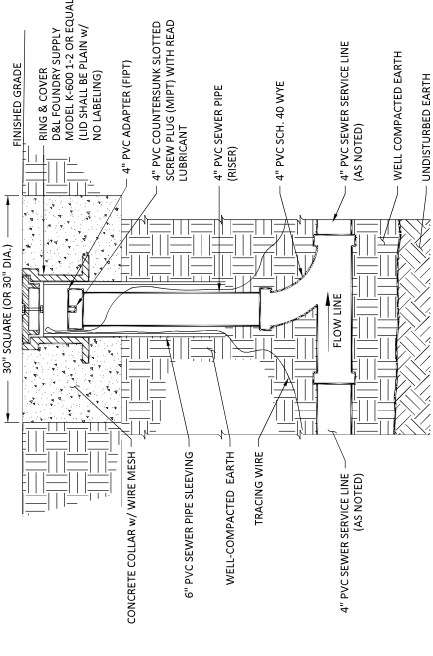 30" SQUARE (OR 30" DIA.)
FINISHED GRADE
RING & COVER
D&L FOUNDRY SUPPLY
MODEL K-600 1-2 OR EQUAL
(LID SHALL BE PLAIN w/
NO LABELING)
4" PVC ADAPTER (FIPT)
4" PVC COUNTERSUNK SLOTTED
SCREW PLUG (MIPT) WITH READ
LUBRICANT
4" PVC SEWER PIPE
(RISER)
4" PVC SCH. 40 WYE
4" PVC SEWER SERVICE LINE
(AS NOTED)
WELL COMPACTED EARTH
UNDISTURBED EARTH
FLOW LINE
CONCRETE COLLAR w/ WIRE MESH
6" PVC SEWER PIPE SLEEVING
WELL-COMPACTED EARTH
TRACING WIRE
4" PVC SEWER SERVICE LINE
(AS NOTED)